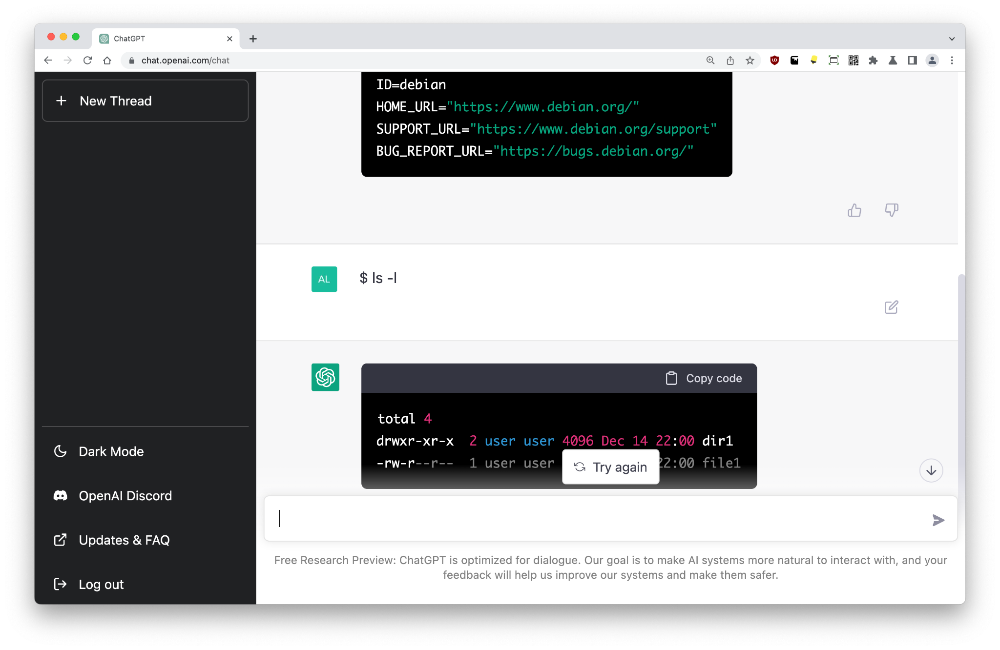 ChatGPT
chat.openai.com/chat
New Thread
ID=debian
HOME_URL="https://www.debian.org/"
SUPPORT_URL="https://www.debian.org/support"
BUG_REPORT_URL="https://bugs.debian.org/"
AL
$ ls -l
Copy code
total 4
drwxr-xr-x 2 user user 4096 Dec 14 22:00 dir1
-rw-r--r-- 1 user user 22:00 file1
Try again
Dark Mode
OpenAI Discord
Updates & FAQ
Log out
Free Research Preview: ChatGPT is optimized for dialogue. Our goal is to make AI systems more natural to interact with, and your
feedback will help us improve our systems and make them safer.